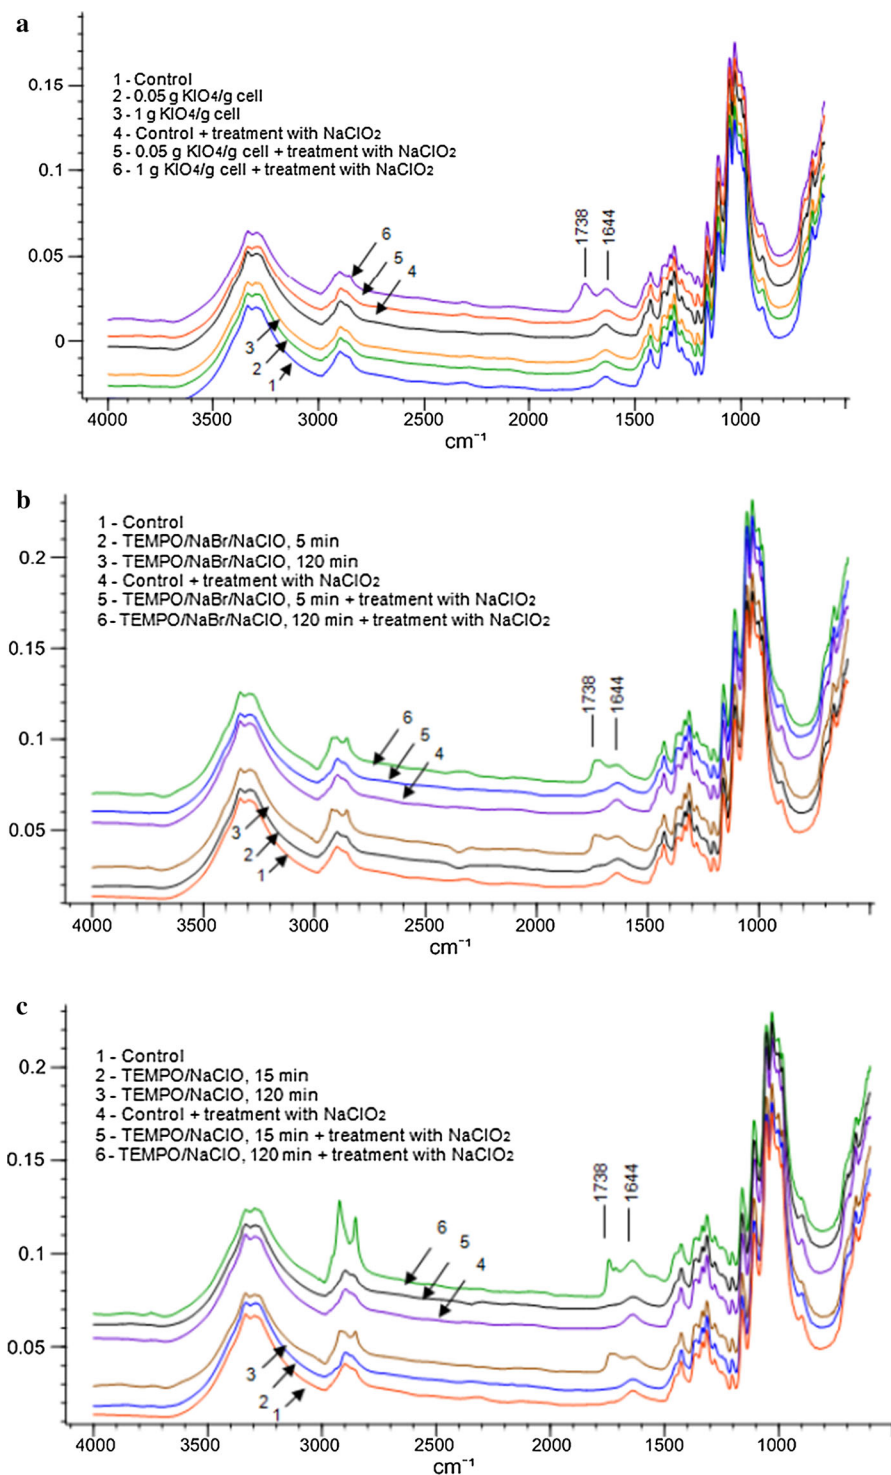 a
1 - Control
2 - 0.05 g KIO4/g cell
3 - 1 g KIO4/g cell
4 - Control + treatment with NaClO2
5 - 0.05 g KIO4/g cell + treatment with NaClO2
6 - 1 g KIO4/g cell + treatment with NaClO2
0.15
0.1
0.05
0
1738
1644
6
5
4
3
2
1
4000 3500 3000 2500 2000 1500 1000
cm⁻¹
b
1 - Control
2 - TEMPO/NaBr/NaClO, 5 min
3 - TEMPO/NaBr/NaClO, 120 min
4 - Control + treatment with NaClO2
5 - TEMPO/NaBr/NaClO, 5 min + treatment with NaClO2
6 - TEMPO/NaBr/NaClO, 120 min + treatment with NaClO2
0.2
0.15
0.1
0.05
1738
1644
6
5
4
3
2
1
4000 3500 3000 2500 2000 1500 1000
cm⁻¹
c
1 - Control
2 - TEMPO/NaClO, 15 min
3 - TEMPO/NaClO, 120 min
4 - Control + treatment with NaClO2
5 - TEMPO/NaClO, 15 min + treatment with NaClO2
6 - TEMPO/NaClO, 120 min + treatment with NaClO2
0.2
0.15
0.1
0.05
1738
1644
6
5
4
3
2
1
4000 3500 3000 2500 2000 1500 1000
cm⁻¹